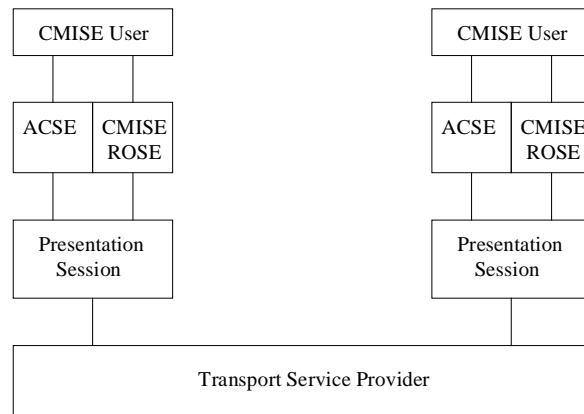 CMISE User
CMISE User
ACSE
CMISE
ROSE
ACSE
CMISE
ROSE
Presentation
Session
Presentation
Session
Transport Service Provider